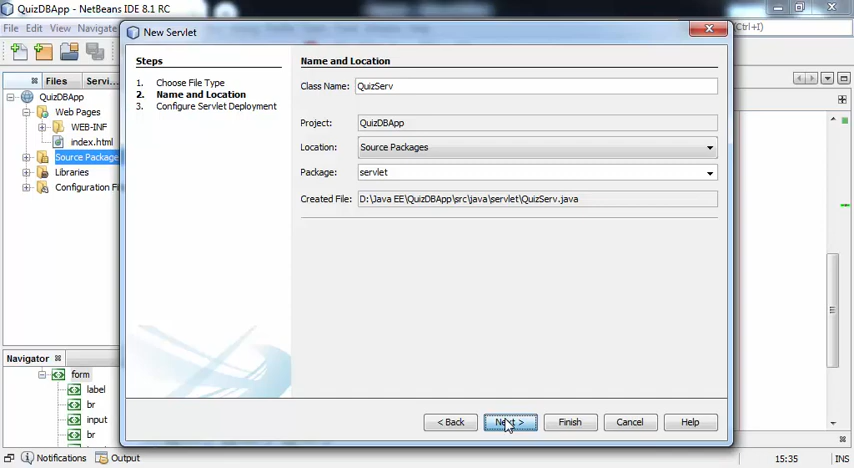 QuizDBApp - NetBeans IDE 8.1 RC
File Edit View Navigate
(Ctrl+I)
New Servlet
Files
Servi...
QuizDBApp
Web Pages
WEB-INF
index.html
Source Package
Libraries
Configuration Fi
Steps
1. Choose File Type
2. Name and Location
3. Configure Servlet Deployment
Name and Location
Class Name: QuizServ
Project: QuizDBApp
Location: Source Packages
Package: servlet
Created File: D:\Java EE\QuizDBApp\src\java\servlet\QuizServ.java
< Back
Next >
Finish
Cancel
Help
Navigator
form
label
br
input
br
Notifications
Output
15:35
INS